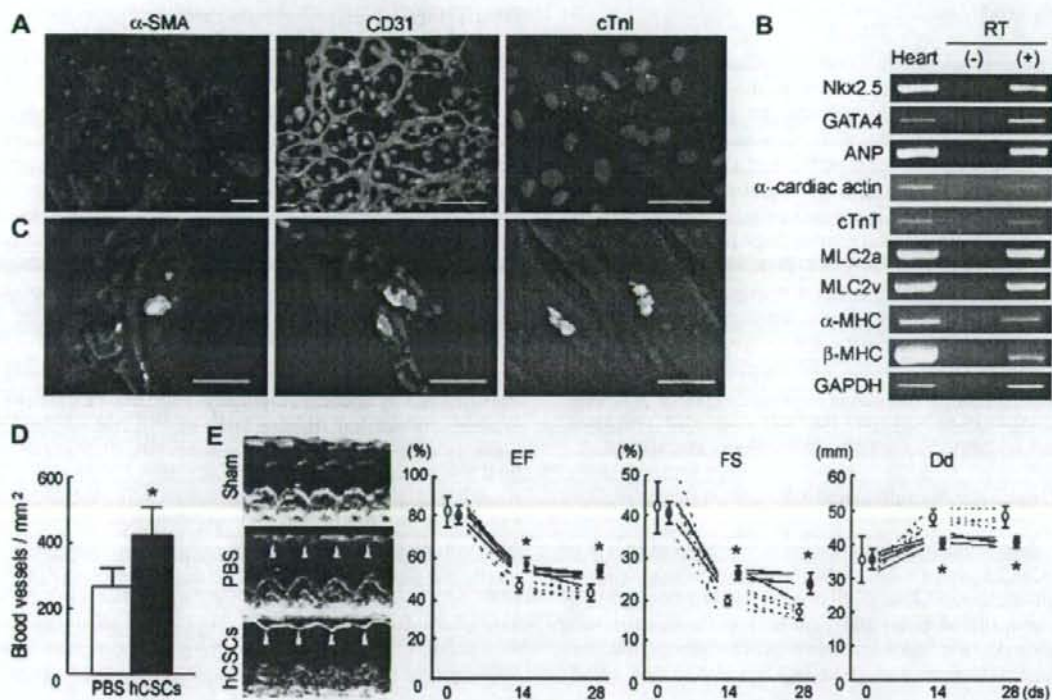 A
α-SMA
CD31
cTnI
B
RT
Heart (-) (+)
Nkx2.5
GATA4
ANP
α-cardiac actin
cTnT
MLC2a
MLC2v
α-MHC
β-MHC
GAPDH
C
D
Blood vessels / mm²
600
400
200
0
*
PBS hCSCs
E
Sham
PBS
hCSCs
(%)
EF
100
80
60
40
0
* *
0 14 28
(%)
FS
50
40
30
20
10
0
* *
0 14 28
(mm)
Dd
60
50
40
30
20
10
0
* *
0 14 28 (ds)